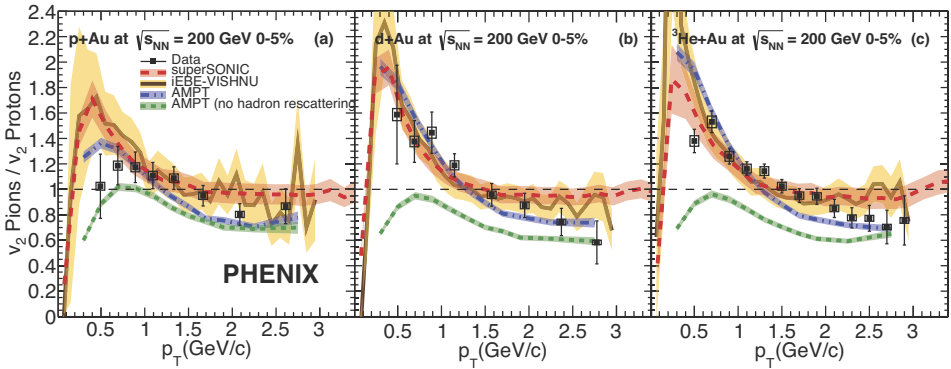 p+Au at √sNN = 200 GeV 0-5% (a)
Data
superSONIC
iEBE-VISHNU
AMPT
AMPT (no hadron rescattering)
PHENIX
d+Au at √sNN = 200 GeV 0-5% (b)
³He+Au at √sNN = 200 GeV 0-5% (c)
v2 Pions / v2 Protons
2.4
2.2
2
1.8
1.6
1.4
1.2
1
0.8
0.6
0.4
0.2
0
0.5 1 1.5 2 2.5 3
0.5 1 1.5 2 2.5 3
0.5 1 1.5 2 2.5 3
pT(GeV/c)
pT(GeV/c)
pT(GeV/c)